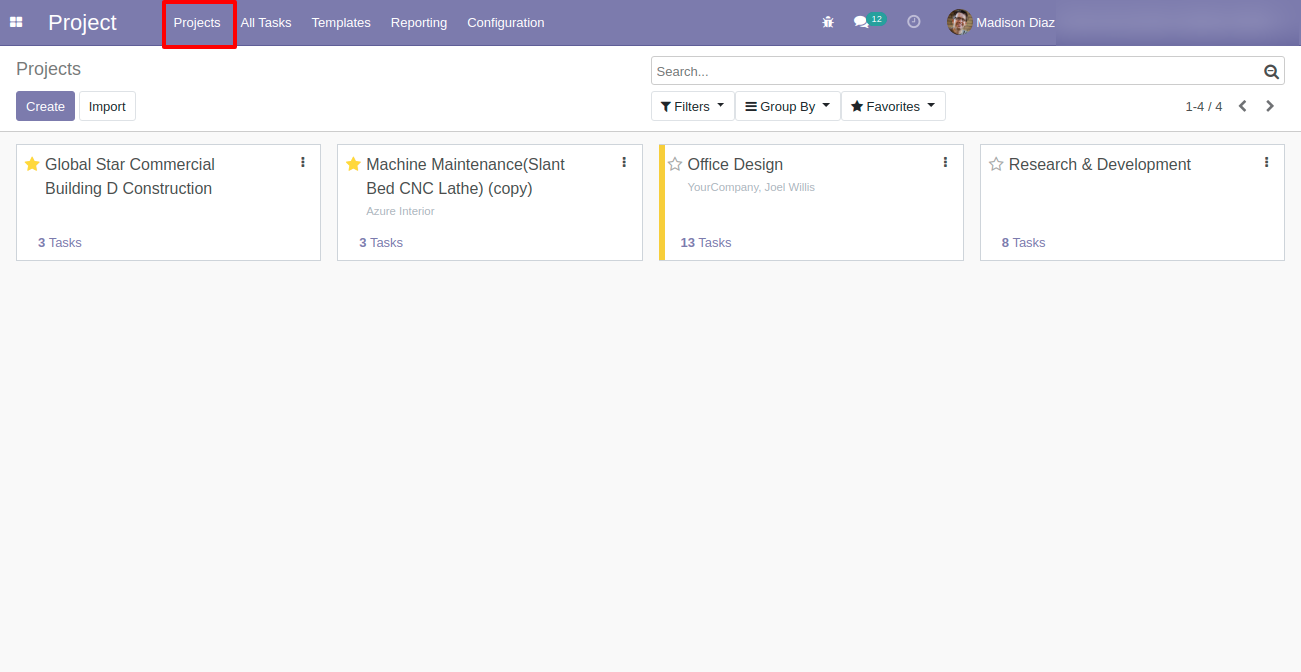 Project Projects All Tasks Templates Reporting Configuration 12 Madison Diaz
Projects
Search...
Create Import Filters Group By Favorites 1-4 / 4
Global Star Commercial
Building D Construction
3 Tasks
Machine Maintenance(Slant
Bed CNC Lathe) (copy)
Azure Interior
3 Tasks
Office Design
YourCompany, Joel Willis
13 Tasks
Research & Development
8 Tasks